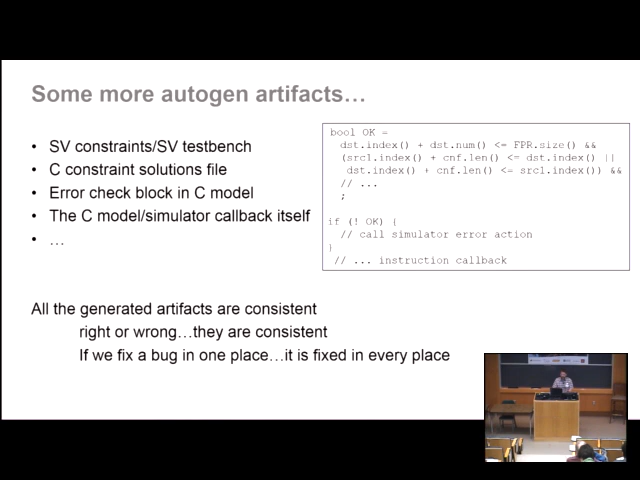 Some more autogen artifacts…
• SV constraints/SV testbench
• C constraint solutions file
• Error check block in C model
• The C model/simulator callback itself
• …
bool OK =
dst.index() + dst.num() <= FPR.size() &&
(src1.index() + cnf.len() <= dst.index() ||
dst.index() + cnf.len() <= src1.index()) &&
// ...
;
if (! OK) {
// call simulator error action
}
// ... instruction callback
All the generated artifacts are consistent
right or wrong…they are consistent
If we fix a bug in one place…it is fixed in every place